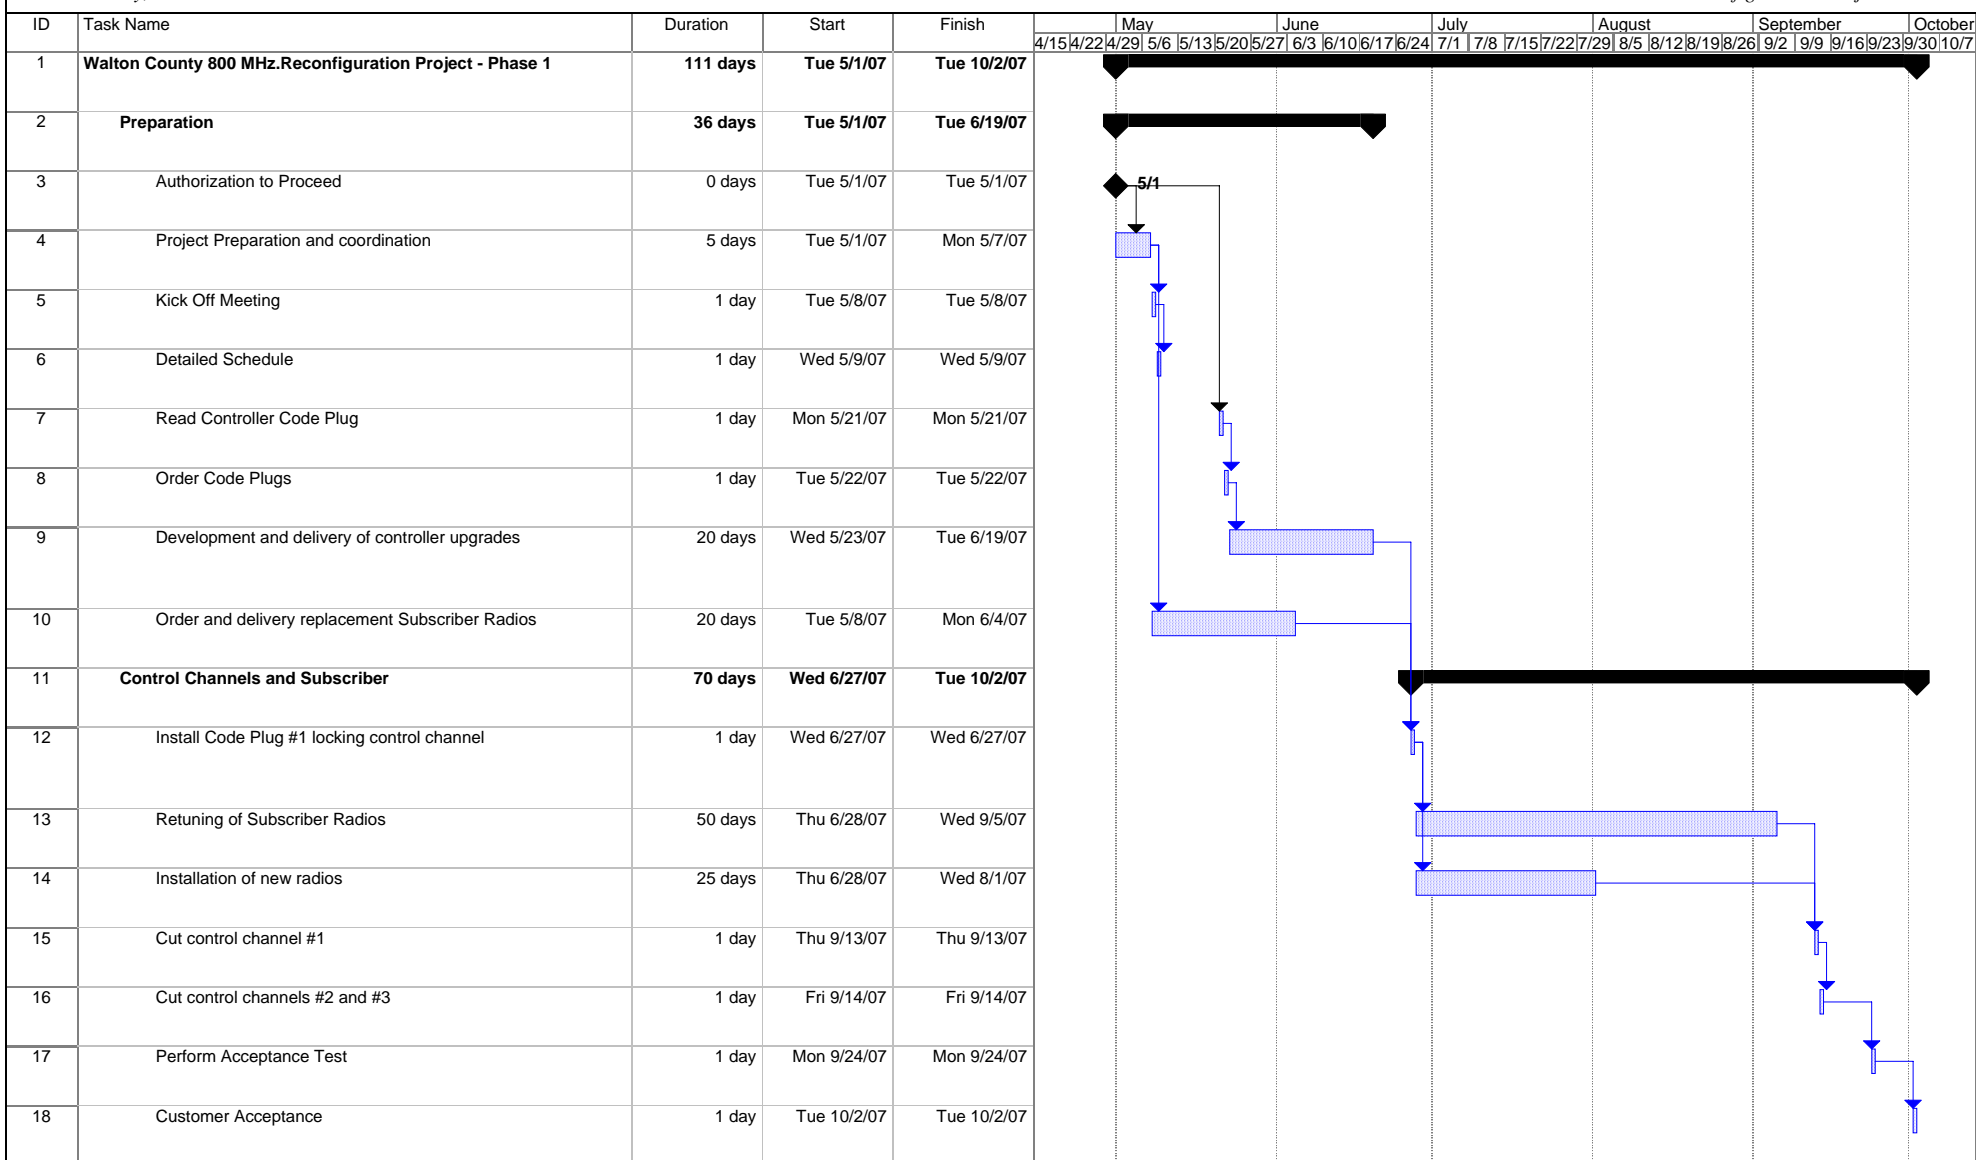 ID Task Name Duration Start Finish May June July August September October
4/15 4/22 4/29 5/6 5/13 5/20 5/27 6/3 6/10 6/17 6/24 7/1 7/8 7/15 7/22 7/29 8/5 8/12 8/19 8/26 9/2 9/9 9/16 9/23 9/30 10/7
1 Walton County 800 MHz.Reconfiguration Project - Phase 1 111 days Tue 5/1/07 Tue 10/2/07
2 Preparation 36 days Tue 5/1/07 Tue 6/19/07
3 Authorization to Proceed 0 days Tue 5/1/07 Tue 5/1/07 5/1
4 Project Preparation and coordination 5 days Tue 5/1/07 Mon 5/7/07
5 Kick Off Meeting 1 day Tue 5/8/07 Tue 5/8/07
6 Detailed Schedule 1 day Wed 5/9/07 Wed 5/9/07
7 Read Controller Code Plug 1 day Mon 5/21/07 Mon 5/21/07
8 Order Code Plugs 1 day Tue 5/22/07 Tue 5/22/07
9 Development and delivery of controller upgrades 20 days Wed 5/23/07 Tue 6/19/07
10 Order and delivery replacement Subscriber Radios 20 days Tue 5/8/07 Mon 6/4/07
11 Control Channels and Subscriber 70 days Wed 6/27/07 Tue 10/2/07
12 Install Code Plug #1 locking control channel 1 day Wed 6/27/07 Wed 6/27/07
13 Retuning of Subscriber Radios 50 days Thu 6/28/07 Wed 9/5/07
14 Installation of new radios 25 days Thu 6/28/07 Wed 8/1/07
15 Cut control channel #1 1 day Thu 9/13/07 Thu 9/13/07
16 Cut control channels #2 and #3 1 day Fri 9/14/07 Fri 9/14/07
17 Perform Acceptance Test 1 day Mon 9/24/07 Mon 9/24/07
18 Customer Acceptance 1 day Tue 10/2/07 Tue 10/2/07